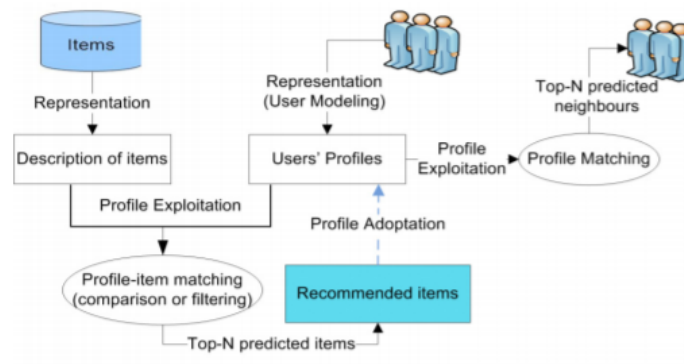 Items
Representation
Representation
(User Modeling)
Top-N predicted
neighbours
Description of items
Users' Profiles
Profile
Exploitation
Profile Matching
Profile Exploitation
Profile Adoptation
Profile-item matching
(comparison or filtering)
Recommended items
Top-N predicted items